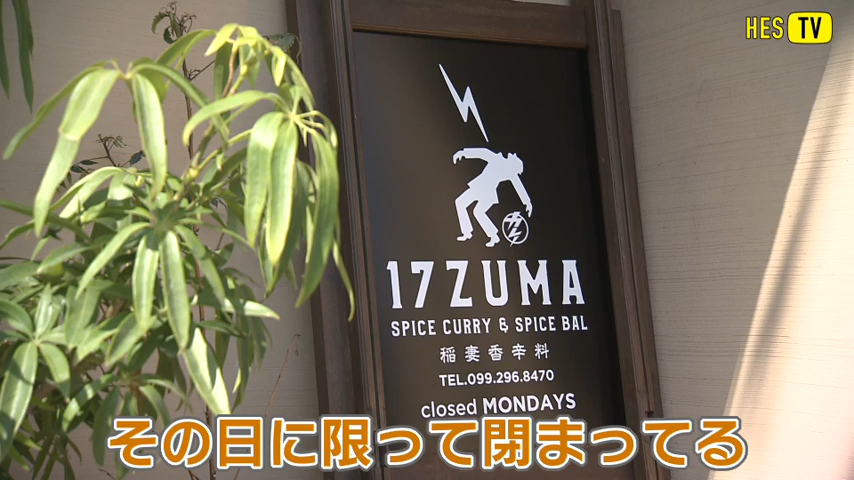 HES TV
17ZUMA
SPICE CURRY & SPICE BAL
稲妻香辛料
TEL.099.296.8470
closed MONDAYS
その日に限って閉まってる